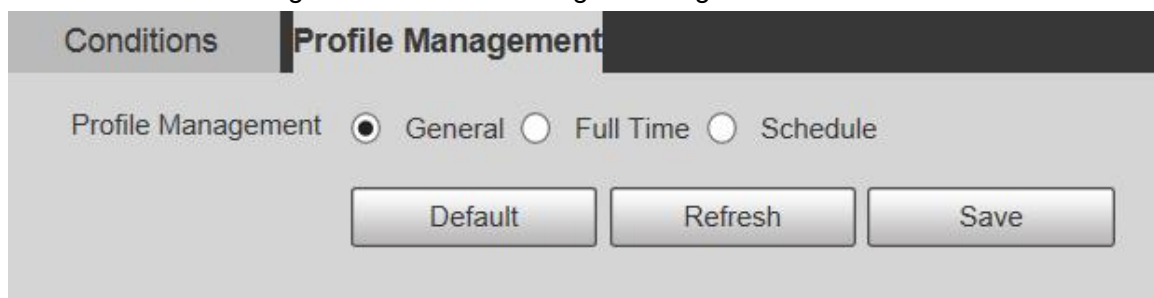 Conditions Profile Management
Profile Management General Full Time Schedule
Default Refresh Save